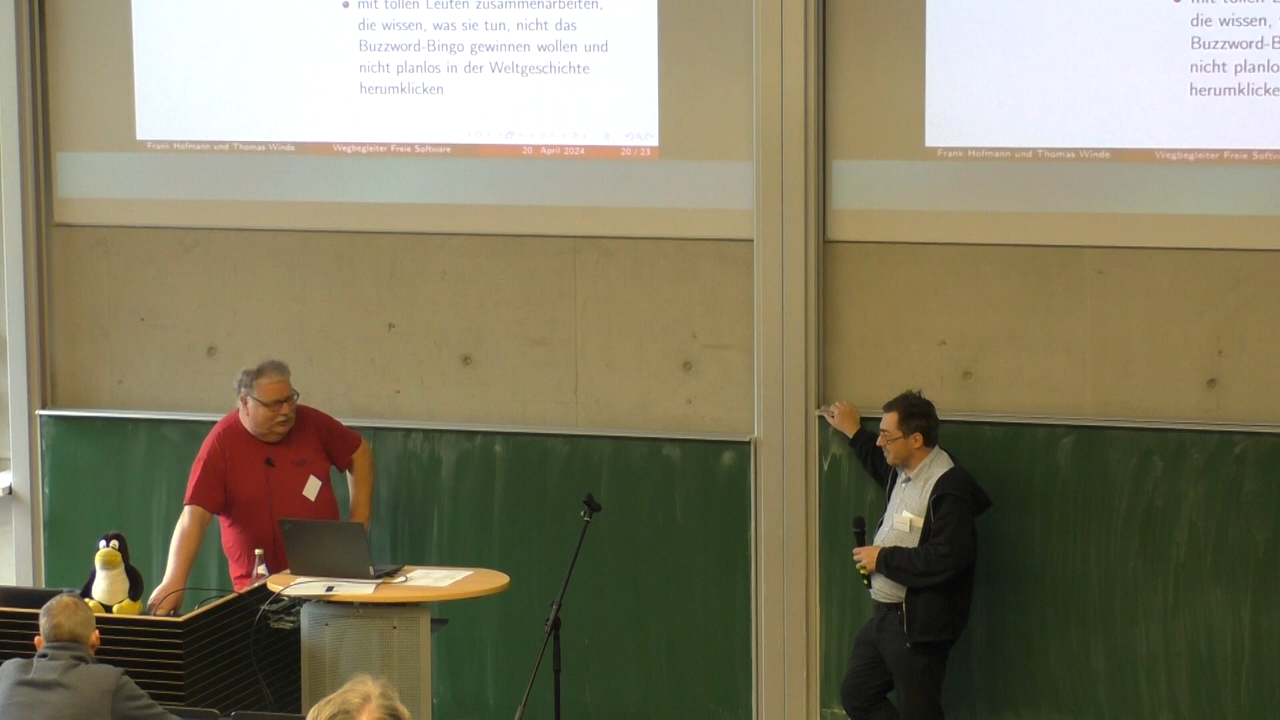 mit tollen Leuten zusammenarbeiten,
die wissen, was sie tun, nicht das
Buzzword-Bingo gewinnen wollen und
nicht planlos in der Weltgeschichte
herumklicken
Frank Hofmann und Thomas Winde Wegbegleiter Freie Software 20. April 2024 20 / 23
mit tollen
die wissen,
Buzzword-B
nicht planlo
herumklicke
Frank Hofmann und Thomas Winde Wegbegleiter Freie Softw